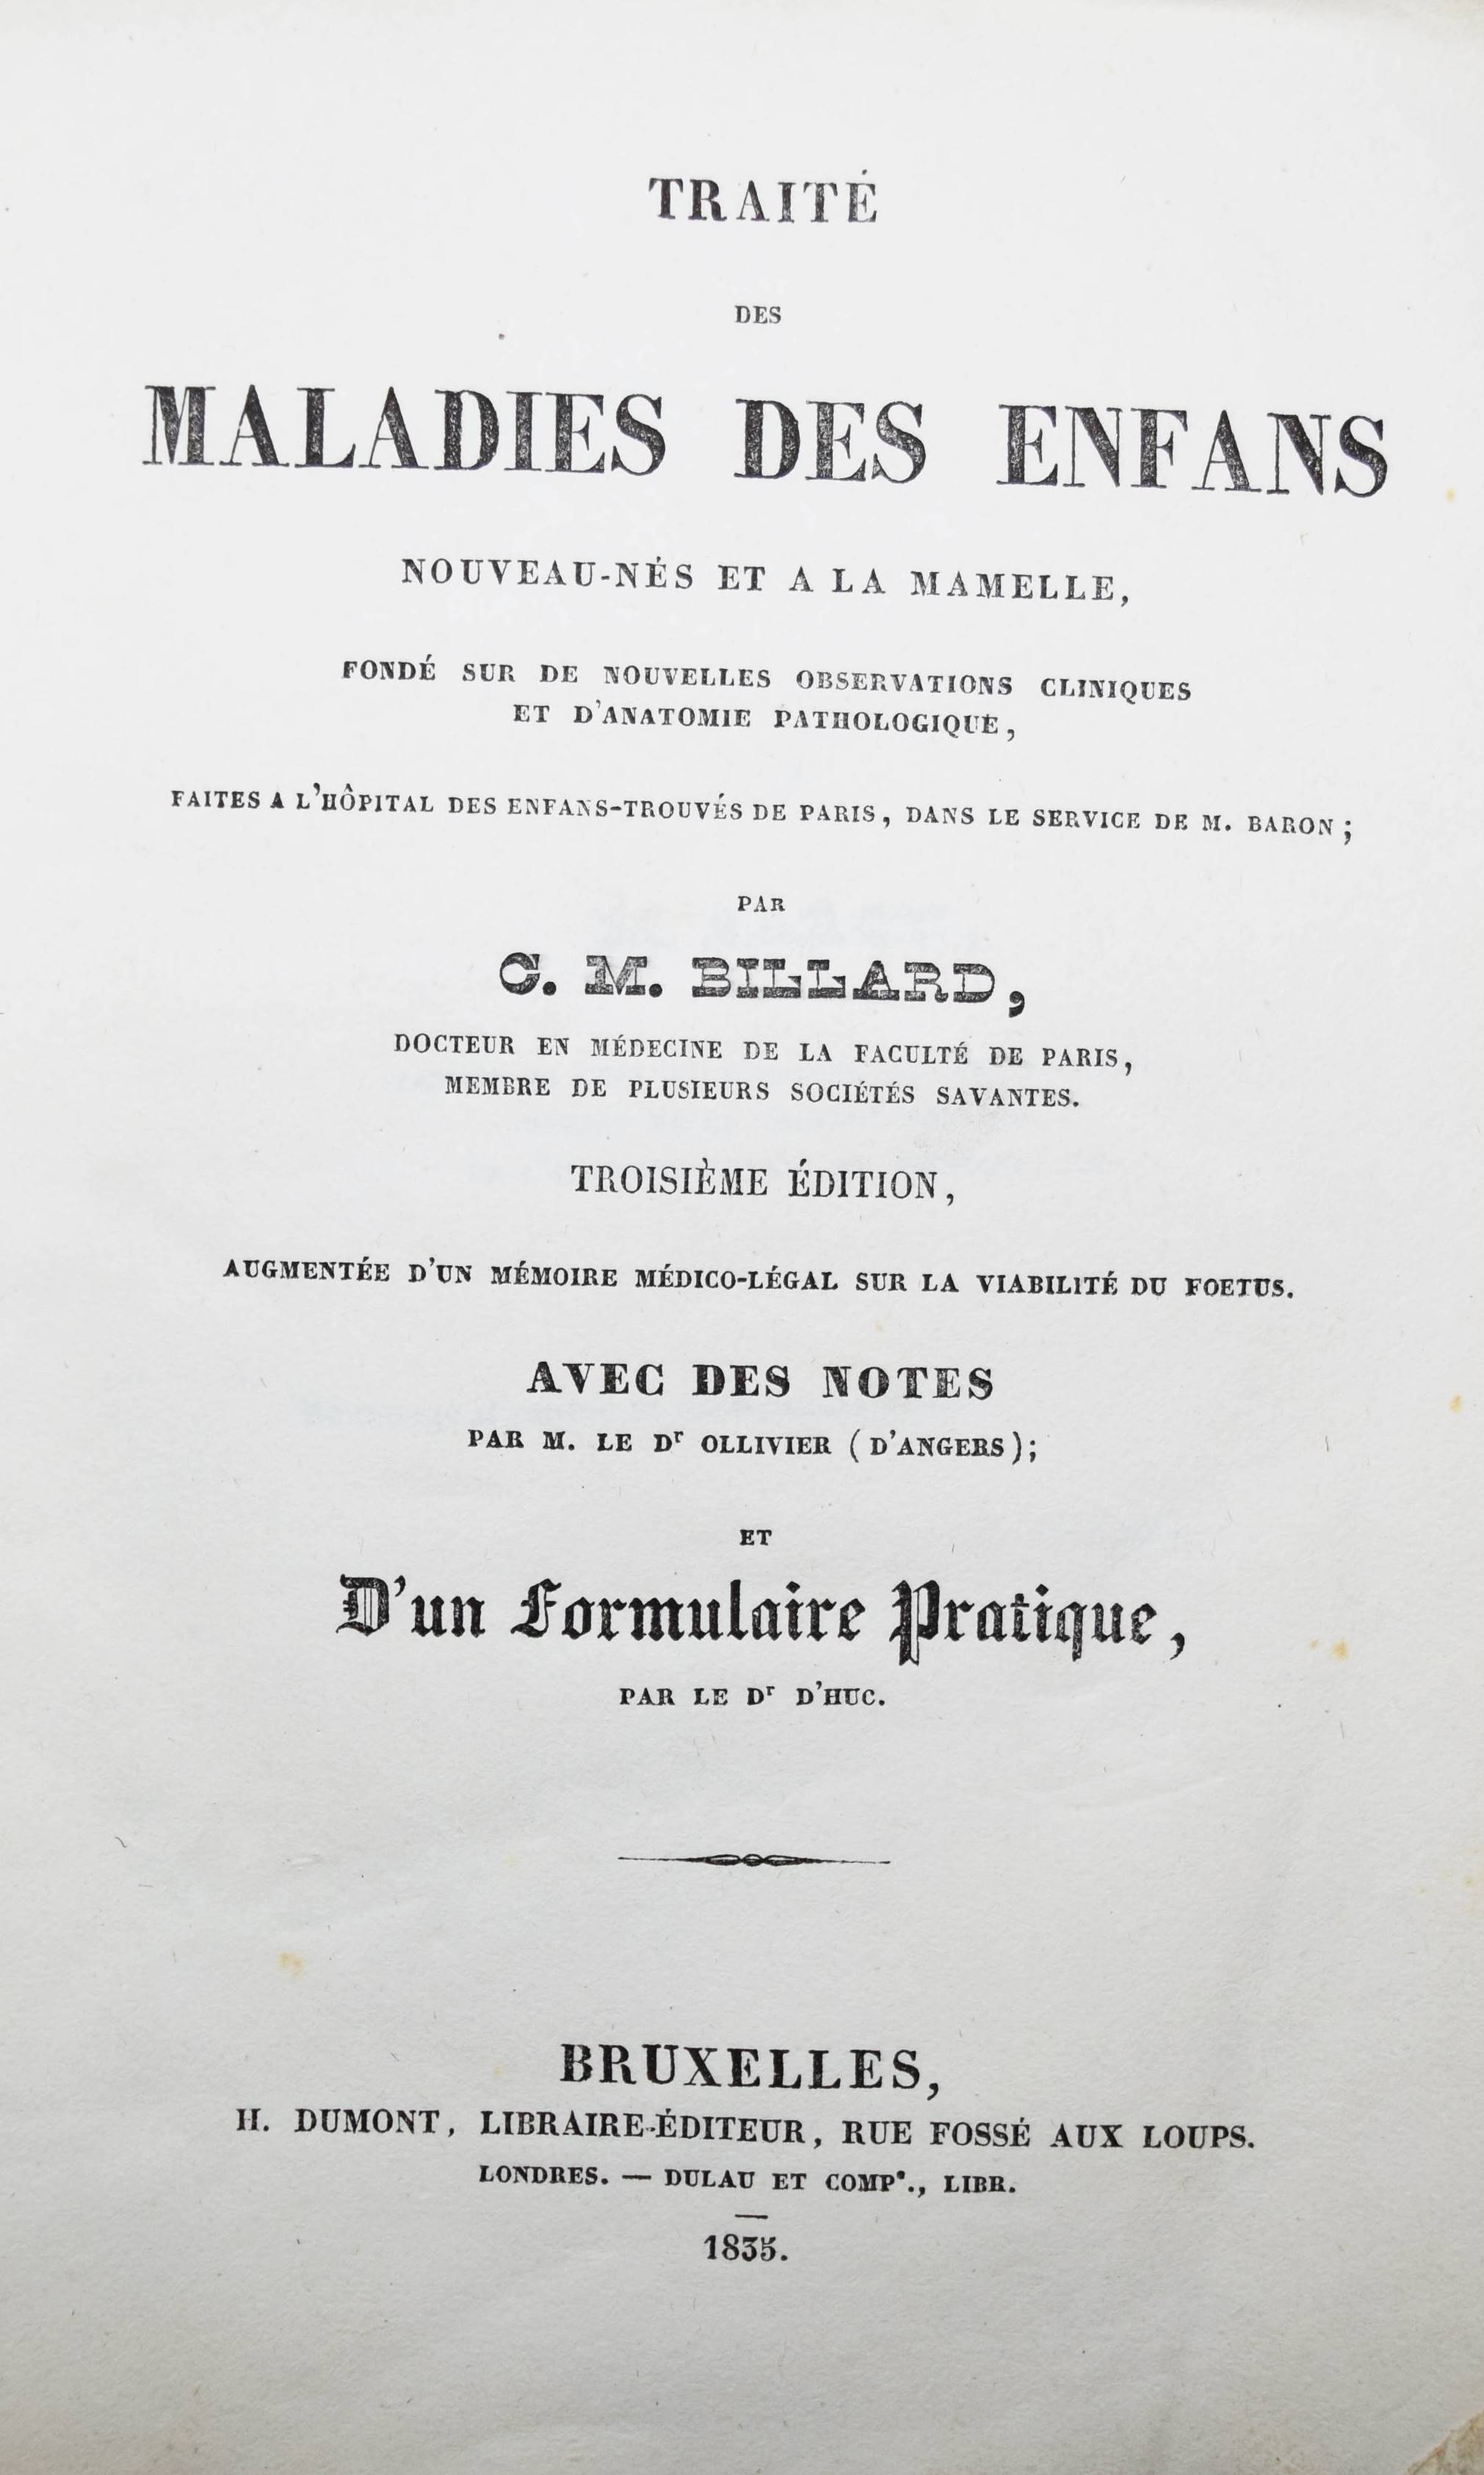 TRAITÉ
DES
MALADIES DES ENFANS
NOUVEAU-NÉS ET A LA MAMELLE,
FONDÉ SUR DE NOUVELLES OBSERVATIONS CLINIQUES
ET D'ANATOMIE PATHOLOGIQUE,
FAITES A L'HÔPITAL DES ENFANS-TROUVÉS DE PARIS, DANS LE SERVICE DE M. BARON;
PAR
C. M. BILLARD,
DOCTEUR EN MÉDECINE DE LA FACULTÉ DE PARIS,
MEMBRE DE PLUSIEURS SOCIÉTÉS SAVANTES.
TROISIÈME ÉDITION,
AUGMENTÉE D'UN MÉMOIRE MÉDICO-LÉGAL SUR LA VIABILITÉ DU FOETUS.
AVEC DES NOTES
PAR M. LE Dr OLLIVIER (D'ANGERS);
ET
D'un Formulaire Pratique,
PAR LE Dr D'HUC.
BRUXELLES,
H. DUMONT, LIBRAIRE-ÉDITEUR, RUE FOSSÉ AUX LOUPS.
LONDRES. — DULAU ET COMPe., LIBR.
1835.